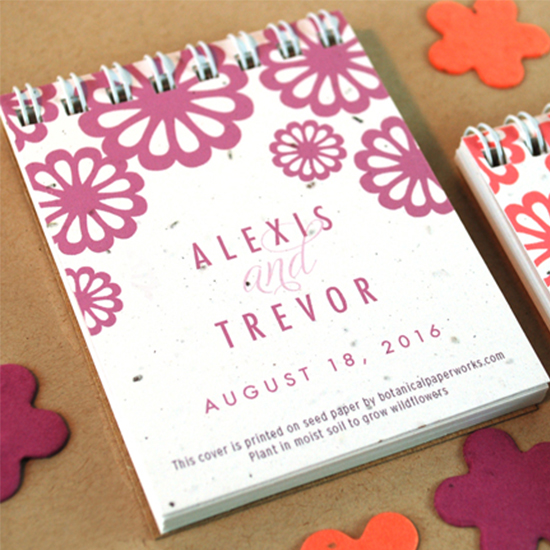 ALEXIS
and
TREVOR
AUGUST 18, 2016
This cover is printed on seed paper by botanicalpaperworks.com
Plant in moist soil to grow wildflowers